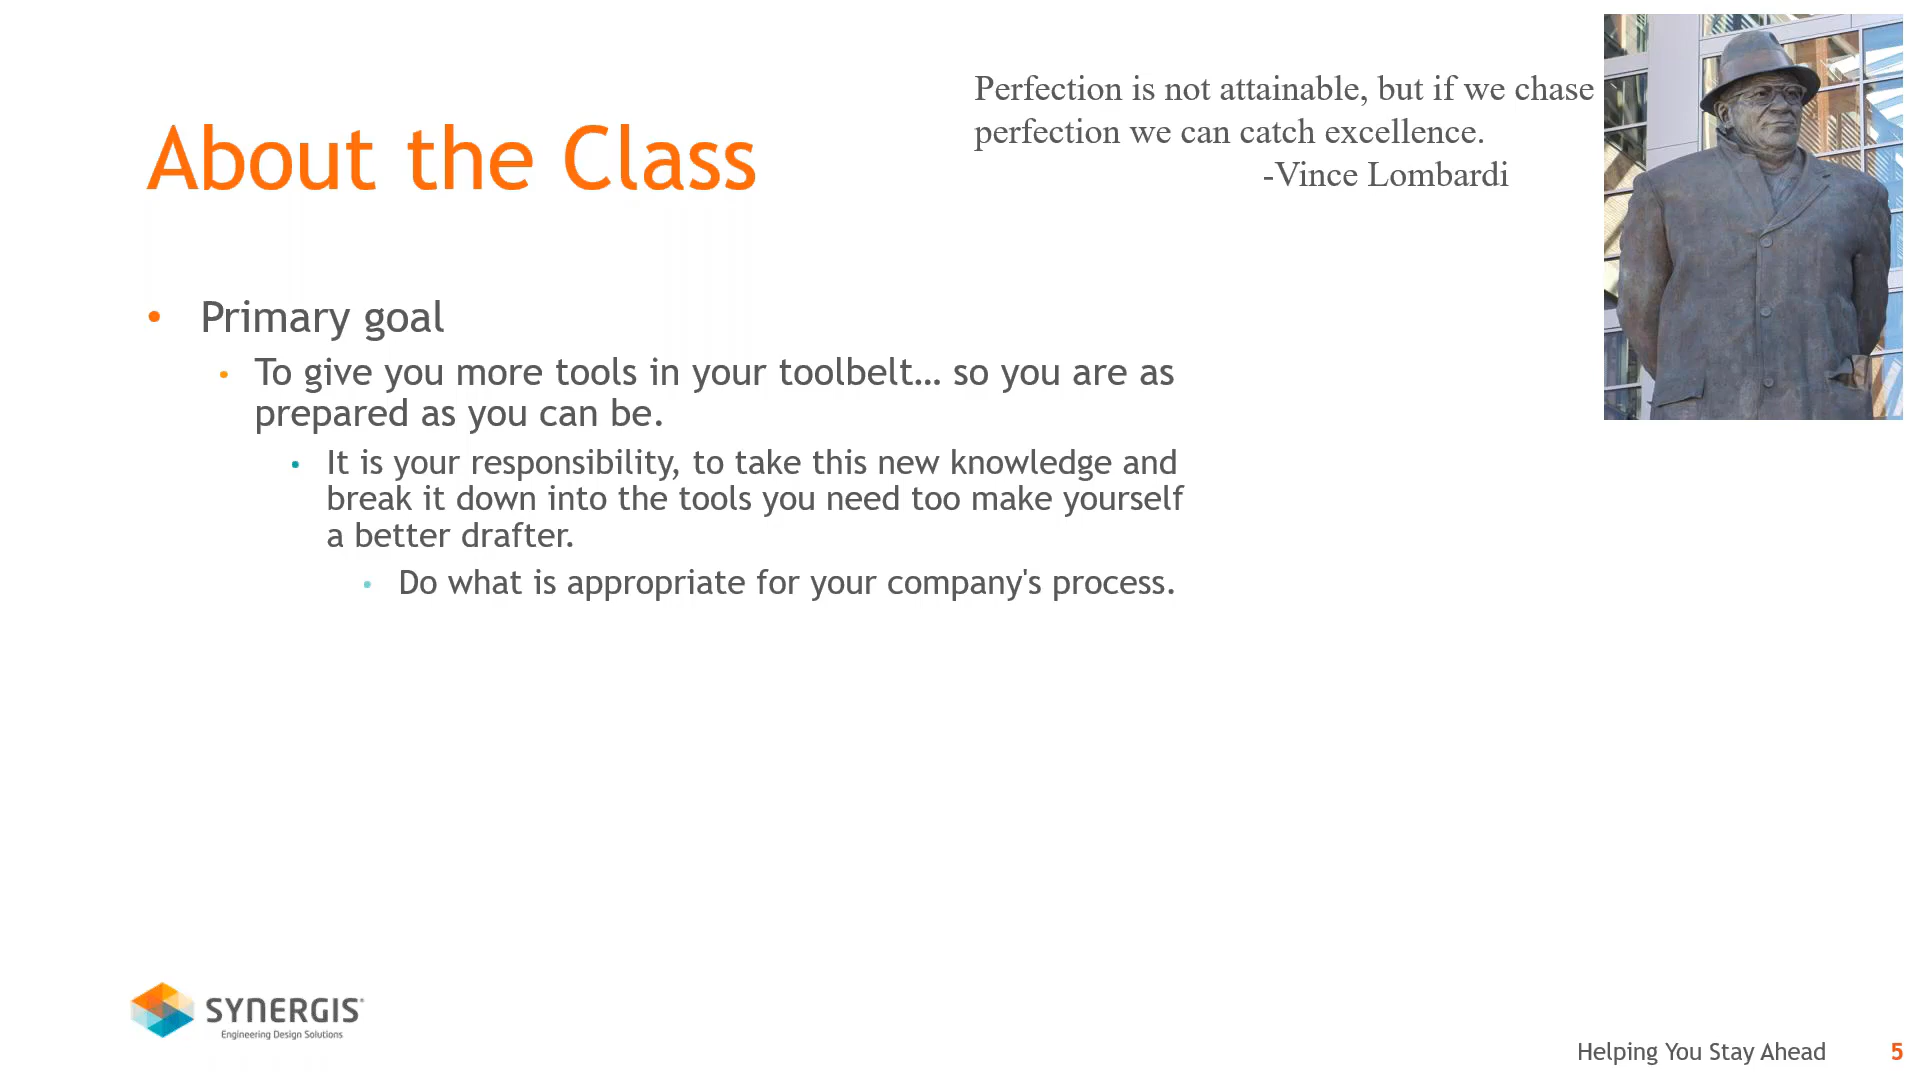 About the Class
Perfection is not attainable, but if we chase
perfection we can catch excellence.
-Vince Lombardi
• Primary goal
• To give you more tools in your toolbelt… so you are as
prepared as you can be.
• It is your responsibility, to take this new knowledge and
break it down into the tools you need too make yourself
a better drafter.
• Do what is appropriate for your company's process.
SYNERGIS®
Engineering Design Solutions
Helping You Stay Ahead 5